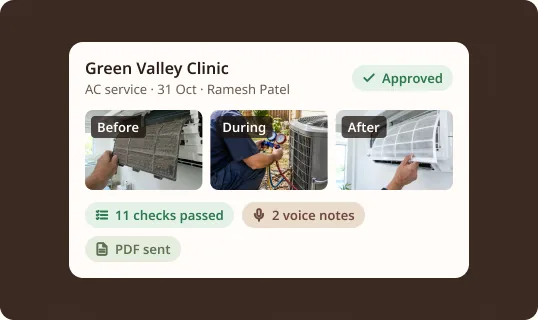 Green Valley Clinic
AC service · 31 Oct · Ramesh Patel
Approved
Before
During
After
11 checks passed
2 voice notes
PDF sent